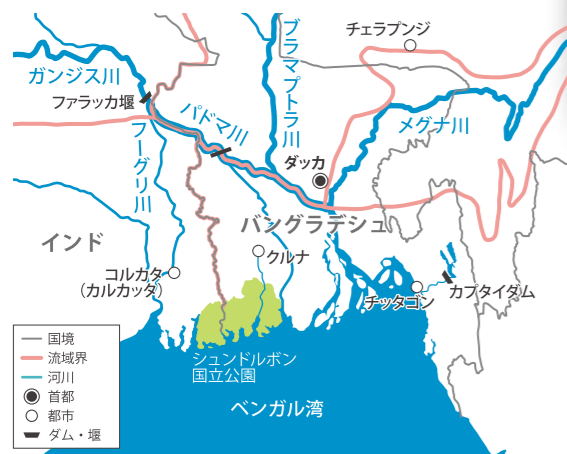 チェラプンジ
ガンジス川
ブラマプトラ川
ファラッカ堰
パドマ川
メグナ川
フーグリ川
ダッカ
バングラデシュ
インド
クルナ
コルカタ
(カルカッタ)
チッタゴン
カプタイダム
シュンドルボン
国立公園
ベンガル湾
国境
流域界
河川
首都
都市
ダム・堰